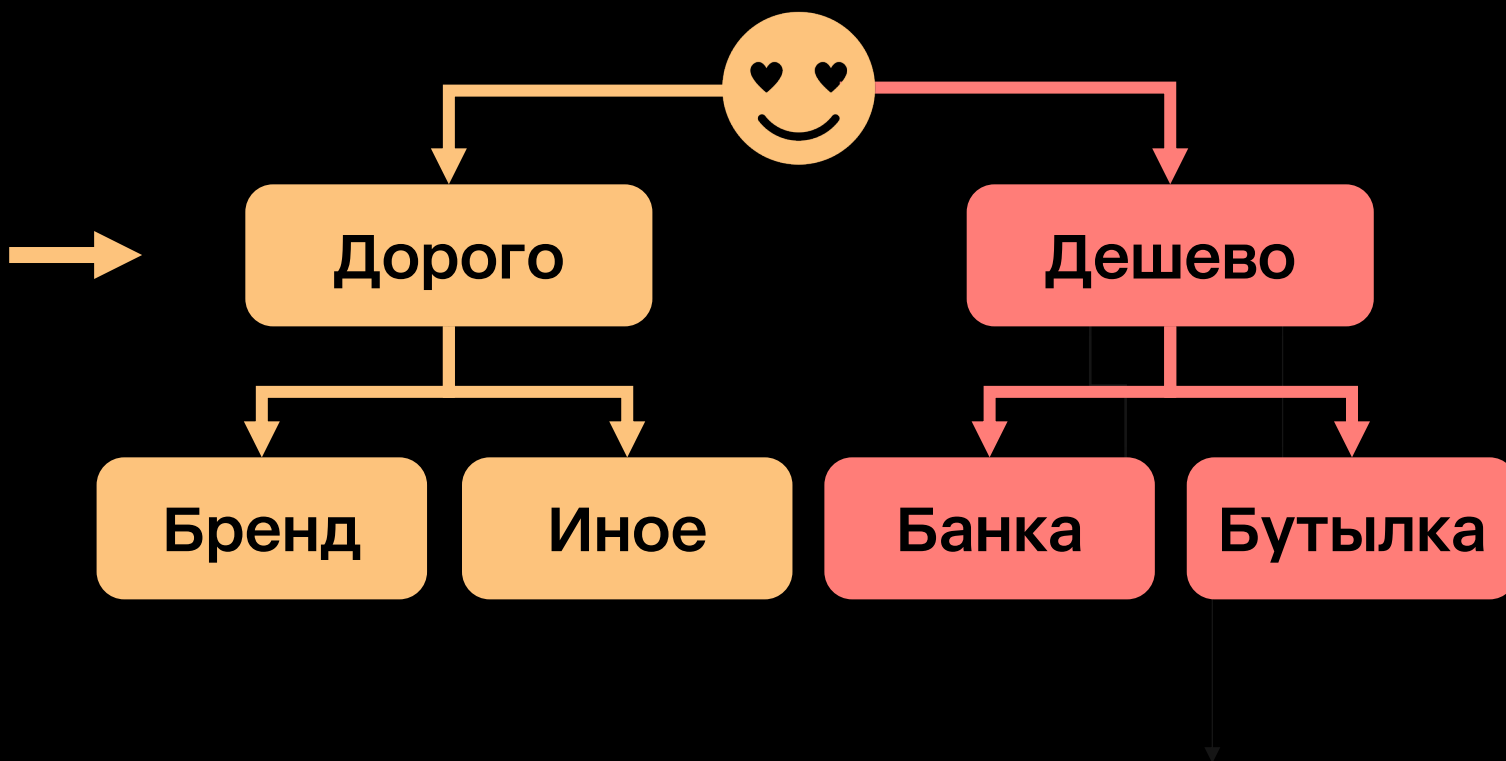 Дорого
Дешево
Бренд
Иное
Банка
Бутылка